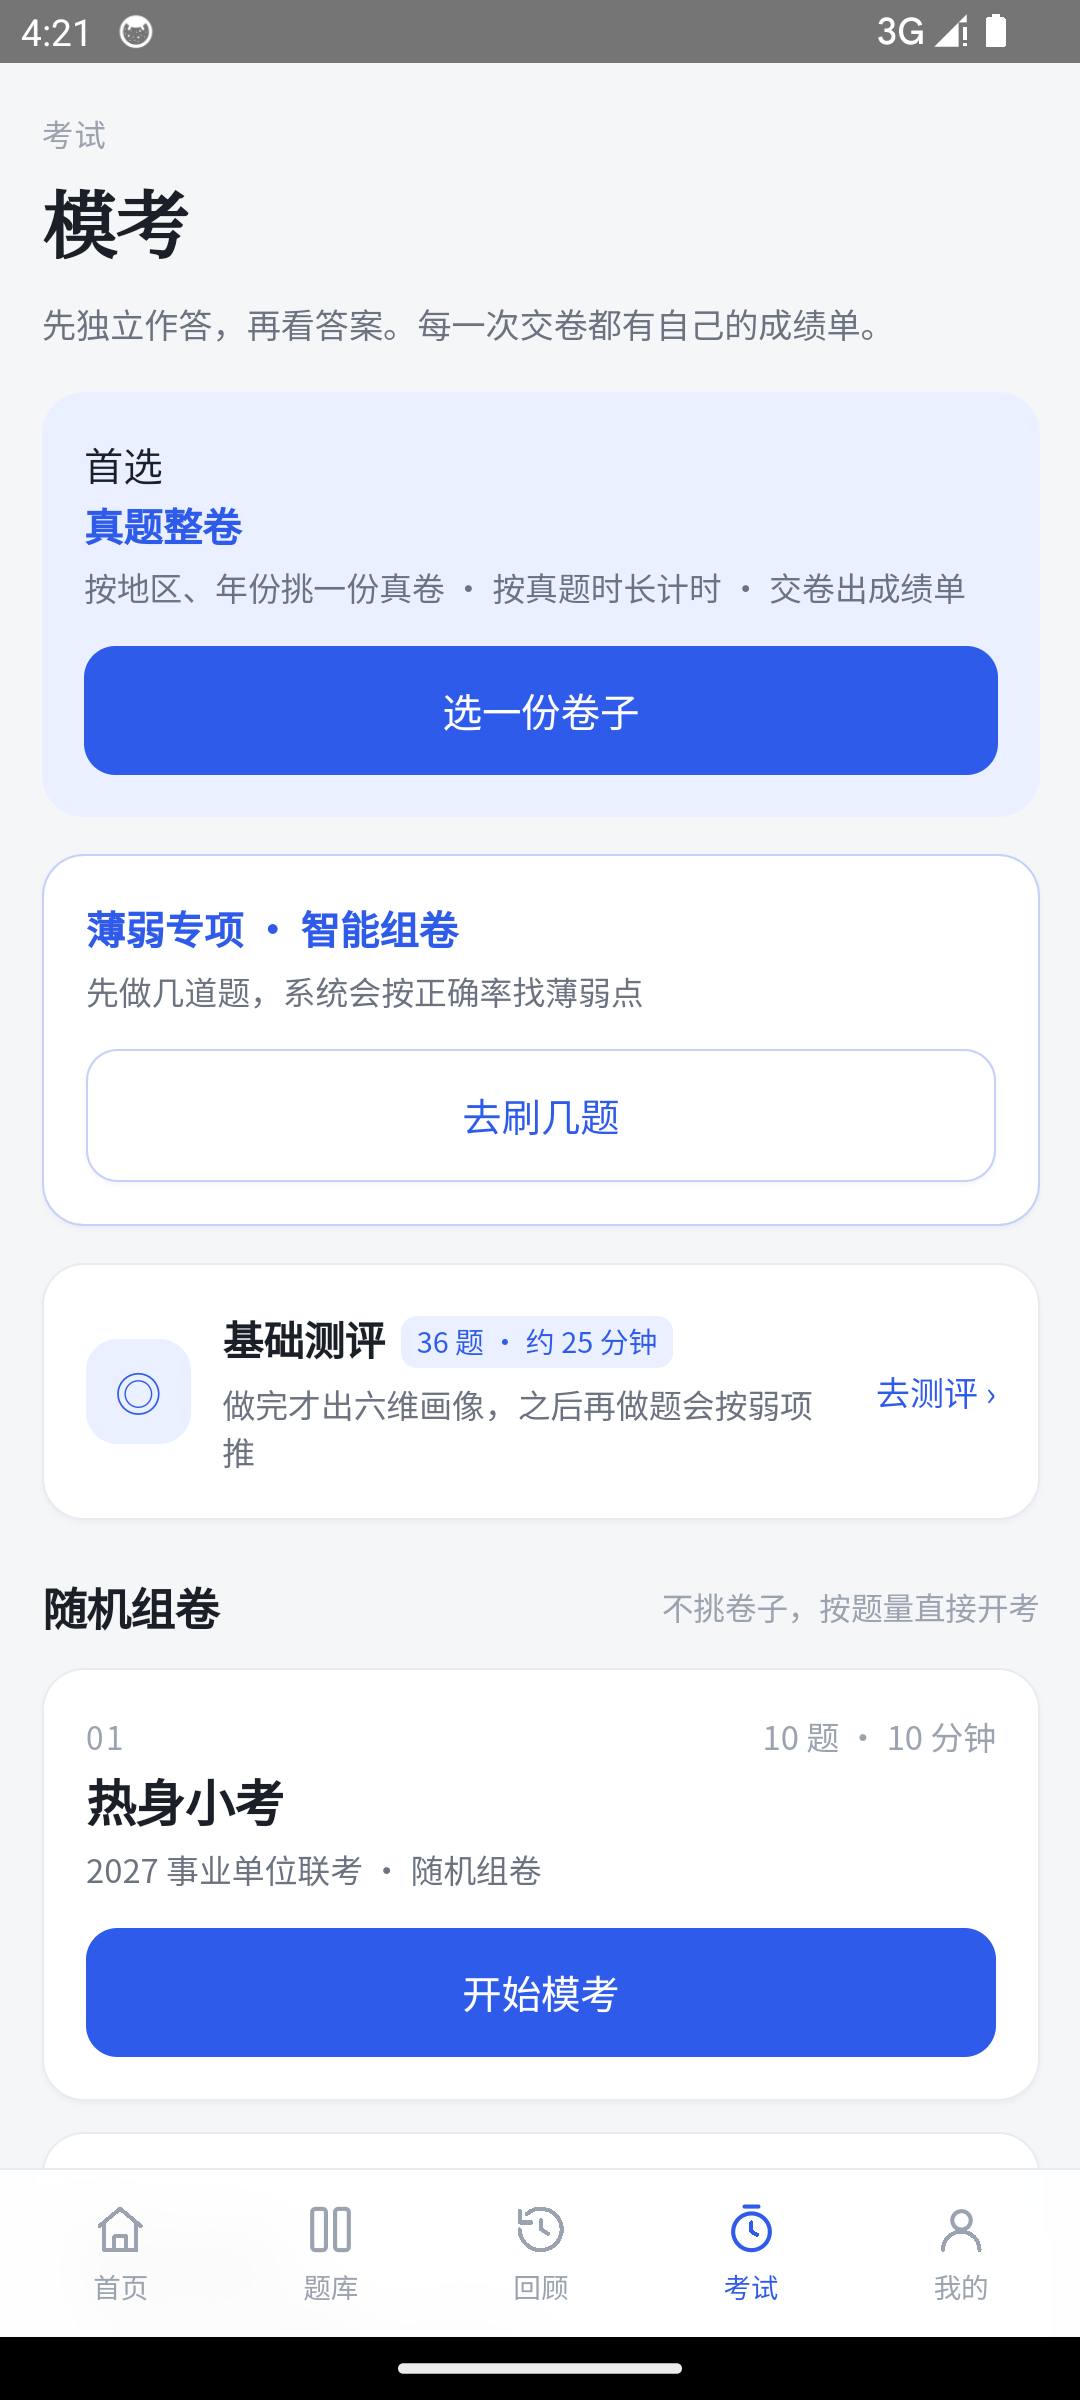 4:21
3G
考试
模考
先独立作答，再看答案。每一次交卷都有自己的成绩单。
首选
真题整卷
按地区、年份挑一份真卷 · 按真题时长计时 · 交卷出成绩单
选一份卷子
薄弱专项 · 智能组卷
先做几道题，系统会按正确率找薄弱点
去刷几题
基础测评 36 题 · 约 25 分钟
做完才出六维画像，之后再做题会按弱项
推
去测评 ›
随机组卷
不挑卷子，按题量直接开考
01
10 题 · 10 分钟
热身小考
2027 事业单位联考 · 随机组卷
开始模考
首页
题库
回顾
考试
我的